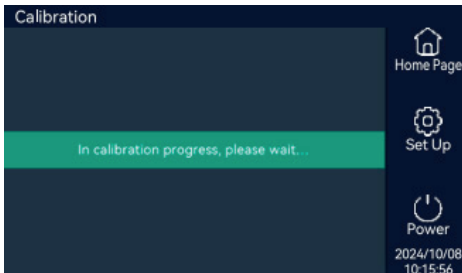 Calibration
Home Page
In calibration progress, please wait...
Set Up
Power
2024/10/08
10:15:56